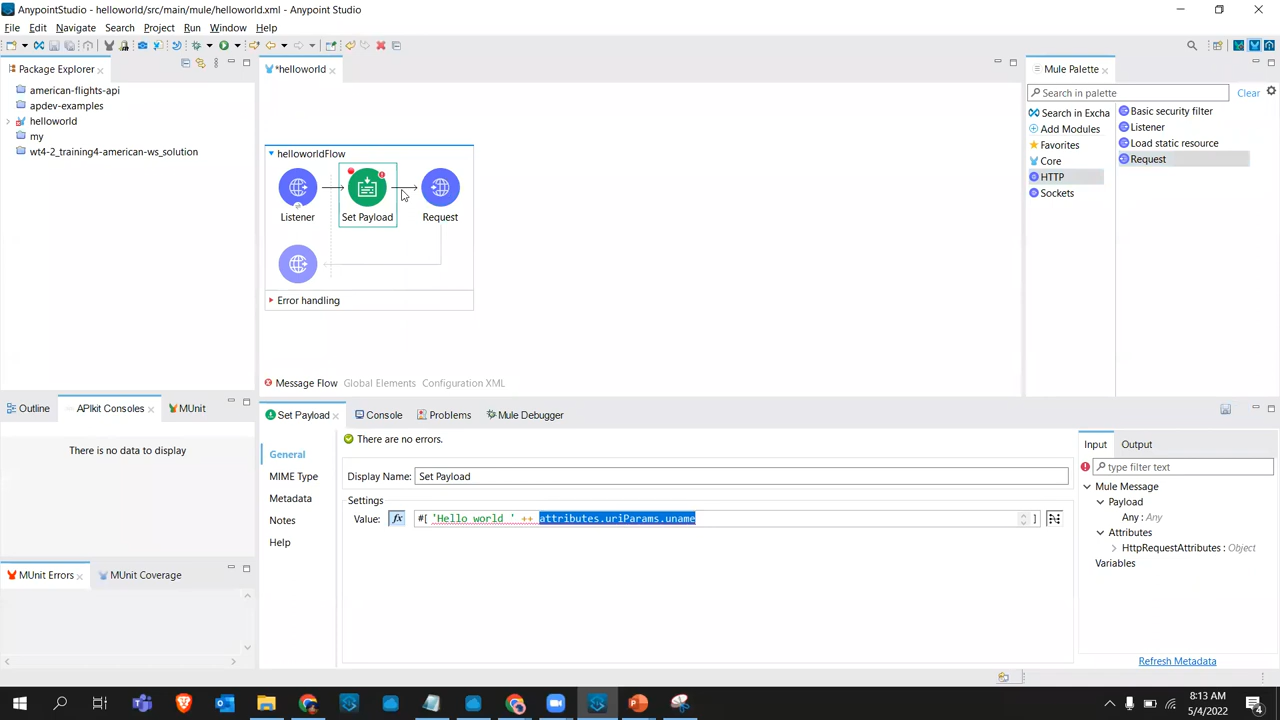 AnypointStudio - helloworld/src/main/mule/helloworld.xml - Anypoint Studio
File Edit Navigate Search Project Run Window Help
Package Explorer
american-flights-api
apdev-examples
helloworld
my
wt4-2_training4-american-ws_solution
*helloworld
helloworldFlow
Listener Set Payload Request
Error handling
Message Flow Global Elements Configuration XML
Mule Palette
Search in palette Clear
Search in Excha
Add Modules
Favorites
Core
HTTP
Sockets
Basic security filter
Listener
Load static resource
Request
Outline APIkit Consoles MUnit
There is no data to display
MUnit Errors MUnit Coverage
Set Payload Console Problems Mule Debugger
There are no errors.
General
MIME Type
Metadata
Notes
Help
Display Name: Set Payload
Settings
Value: fx #[ 'Hello world ' ++ attributes.uriParams.uname ]
Input Output
type filter text
Mule Message
Payload
Any : Any
Attributes
HttpRequestAttributes : Object
Variables
Refresh Metadata
8:13 AM
5/4/2022
4